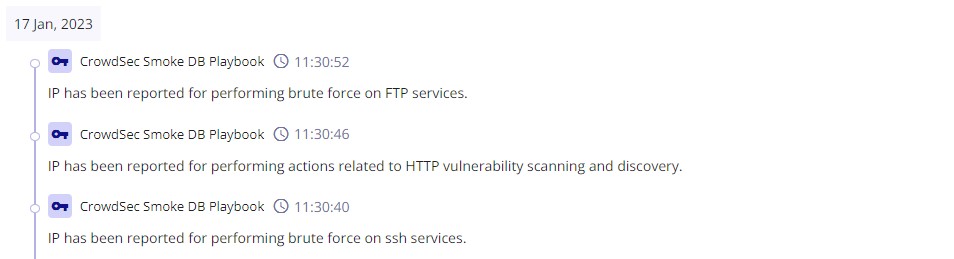 17 Jan, 2023
CrowdSec Smoke DB Playbook 11:30:52
IP has been reported for performing brute force on FTP services.
CrowdSec Smoke DB Playbook 11:30:46
IP has been reported for performing actions related to HTTP vulnerability scanning and discovery.
CrowdSec Smoke DB Playbook 11:30:40
IP has been reported for performing brute force on ssh services.